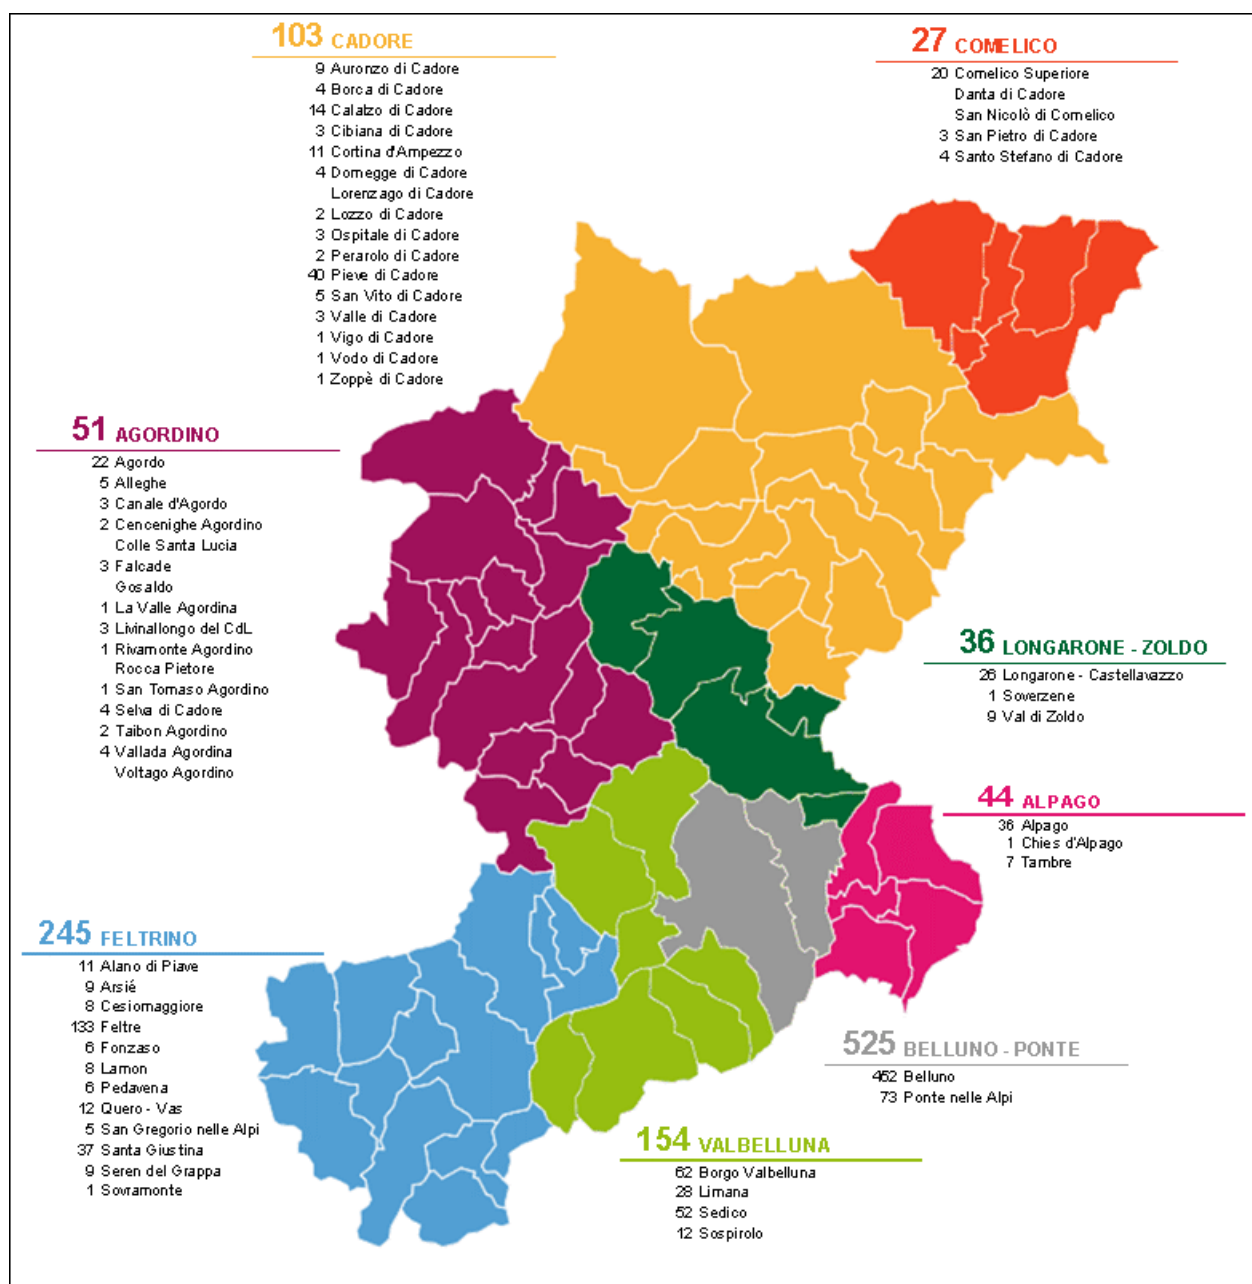 103 CADORE
9 Auronzo di Cadore
4 Borca di Cadore
14 Calalzo di Cadore
3 Cibiana di Cadore
11 Cortina d'Ampezzo
4 Domegge di Cadore
Lorenzago di Cadore
2 Lozzo di Cadore
3 Ospitale di Cadore
2 Perarolo di Cadore
40 Pieve di Cadore
5 San Vito di Cadore
3 Valle di Cadore
1 Vigo di Cadore
1 Vodo di Cadore
1 Zoppè di Cadore
27 COMELICO
20 Comelico Superiore
Danta di Cadore
San Nicolò di Comelico
3 San Pietro di Cadore
4 Santo Stefano di Cadore
51 AGORDINO
22 Agordo
5 Alleghe
3 Canale d'Agordo
2 Cencenighe Agordino
Colle Santa Lucia
3 Falcade
Gosaldo
1 La Valle Agordina
3 Livinallongo del CdL
1 Rivamonte Agordino
Rocca Pietore
1 San Tomaso Agordino
4 Selva di Cadore
2 Taibon Agordino
4 Vallada Agordina
Voltago Agordino
36 LONGARONE - ZOLDO
26 Longarone - Castellavazzo
1 Soverzene
9 Val di Zoldo
44 ALPAGO
36 Alpago
1 Chies d'Alpago
7 Tambre
245 FELTRINO
11 Alano di Piave
9 Arsié
8 Cesiomaggiore
133 Feltre
6 Fonzaso
8 Lamon
6 Pedavena
12 Quero - Vas
5 San Gregorio nelle Alpi
37 Santa Giustina
9 Seren del Grappa
1 Sovramonte
525 BELLUNO - PONTE
452 Belluno
73 Ponte nelle Alpi
154 VALBELLUNA
62 Borgo Valbelluna
28 Limana
52 Sedico
12 Sospirolo